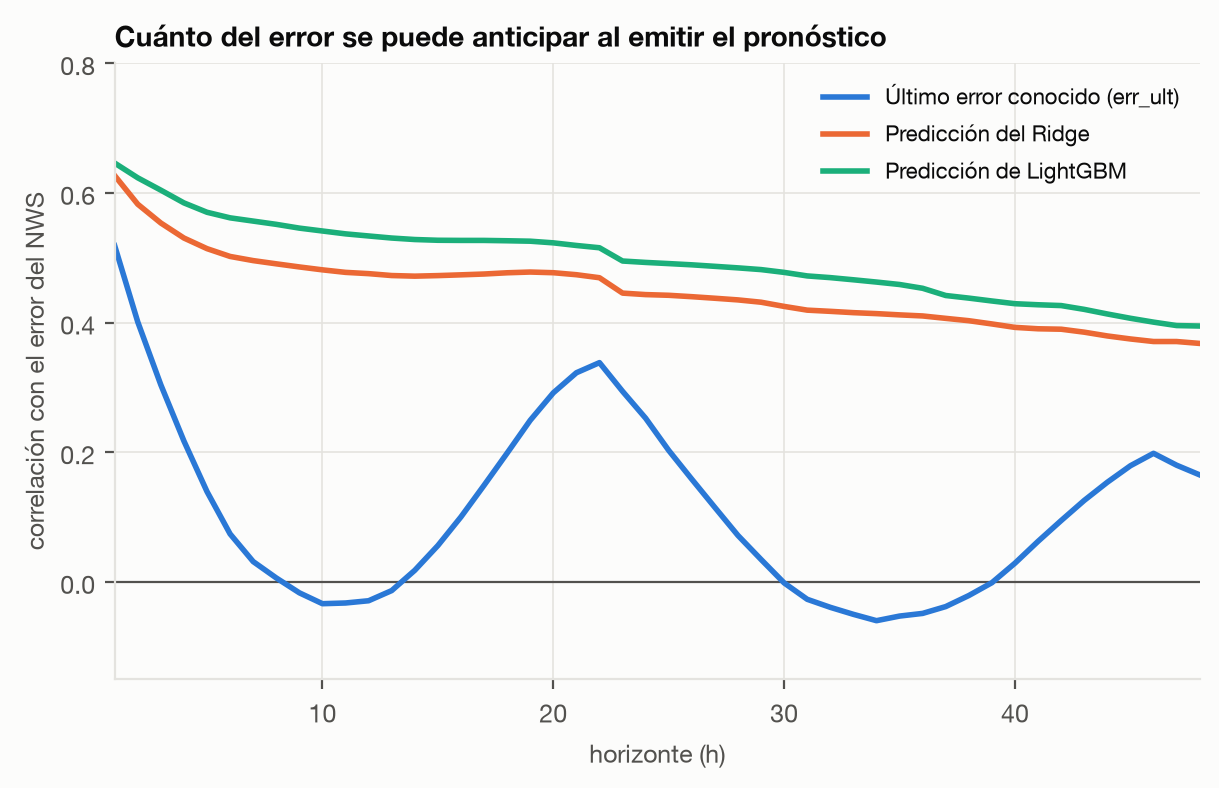 Cuánto del error se puede anticipar al emitir el pronóstico
Último error conocido (err_ult)
Predicción del Ridge
Predicción de LightGBM
correlación con el error del NWS
0.8
0.6
0.4
0.2
0.0
10 20 30 40
horizonte (h)